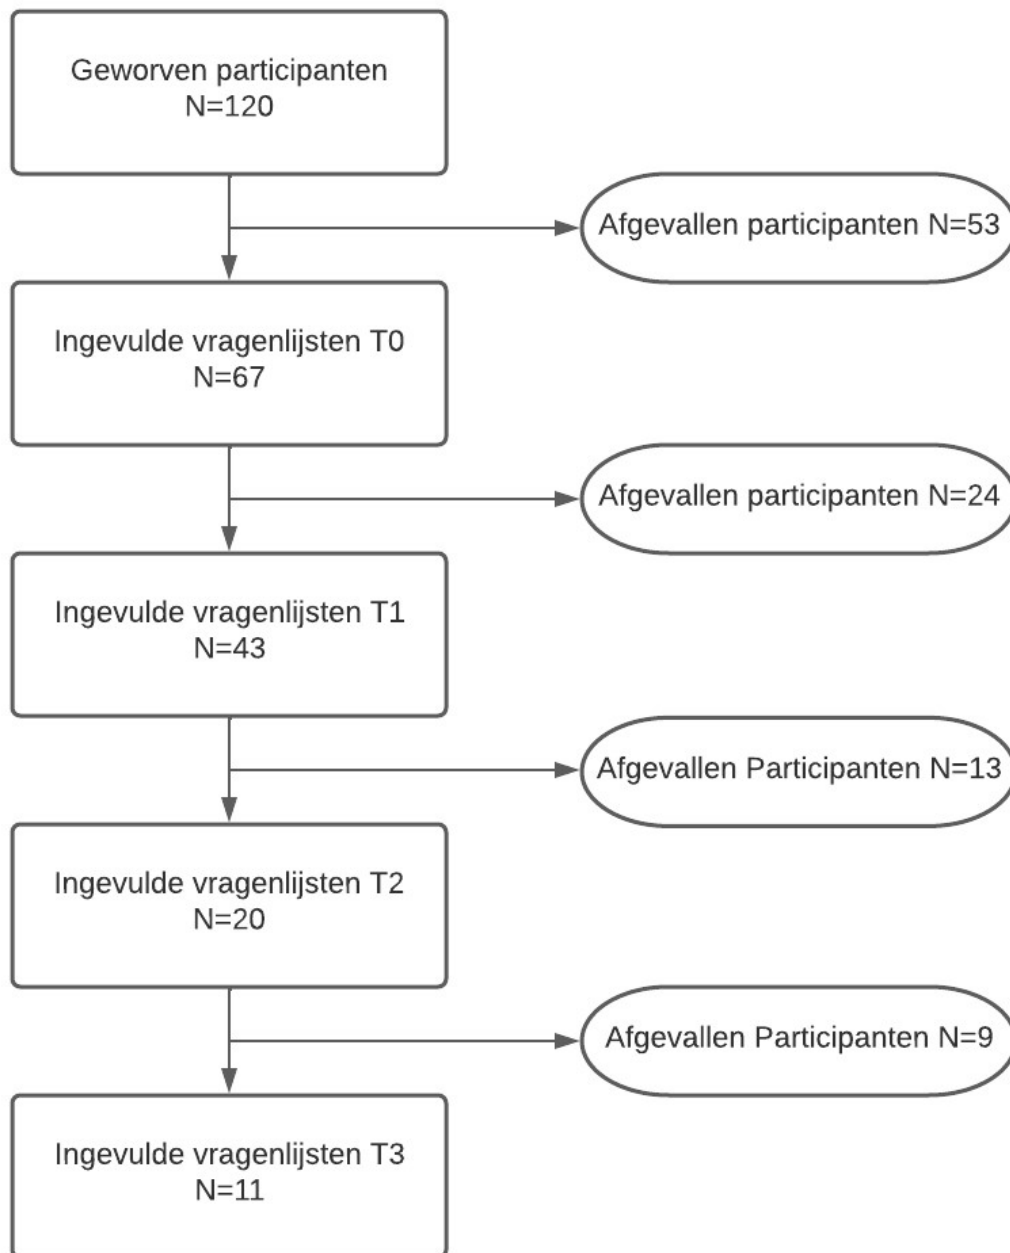 Geworven participanten
N=120
Afgevallen participanten N=53
Ingevulde vragenlijsten T0
N=67
Afgevallen participanten N=24
Ingevulde vragenlijsten T1
N=43
Afgevallen Participanten N=13
Ingevulde vragenlijsten T2
N=20
Afgevallen Participanten N=9
Ingevulde vragenlijsten T3
N=11